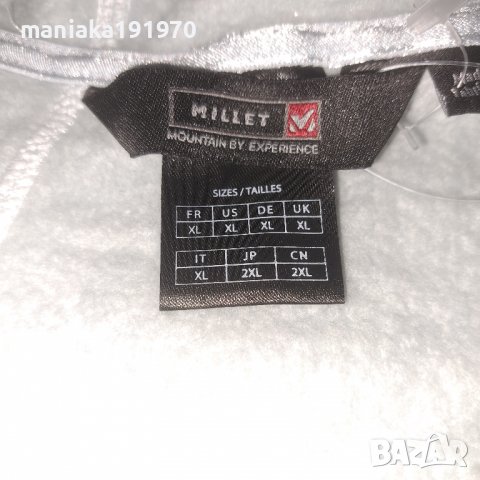 maniaka191970
MILLET
MOUNTAIN BY EXPERIENCE
SIZES / TAILLES
FR US DE UK
XL XL XL XL
IT JP CN
XL 2XL 2XL
BAZAR